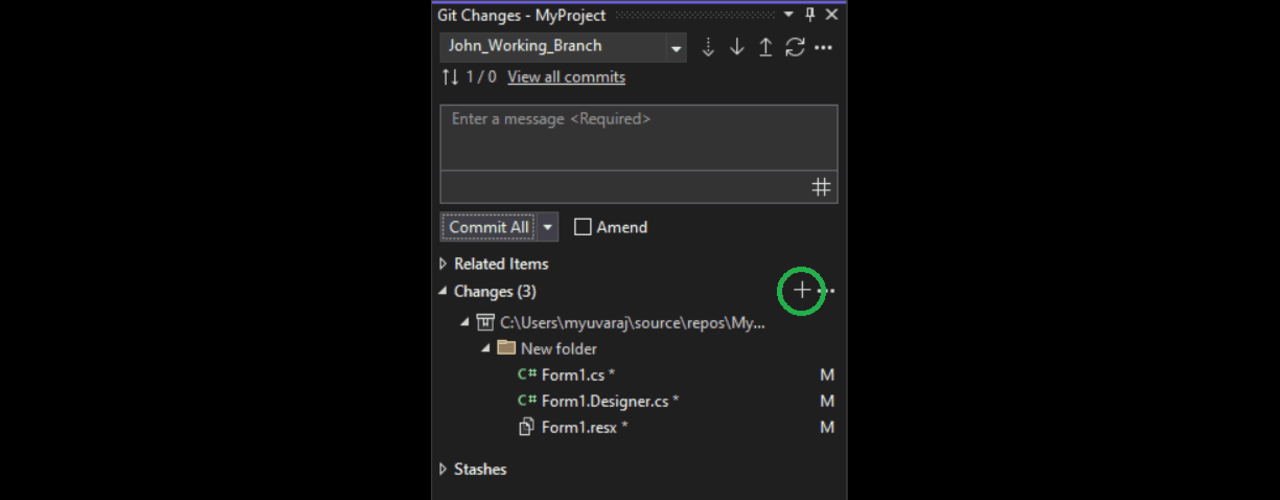 Git Changes - MyProject
John_Working_Branch
1 / 0 View all commits
Enter a message <Required>
Commit All Amend
Related Items
Changes (3)
C:\Users\myuvaraj\source\repos\My...
New folder
C# Form1.cs * M
C# Form1.Designer.cs * M
Form1.resx * M
Stashes